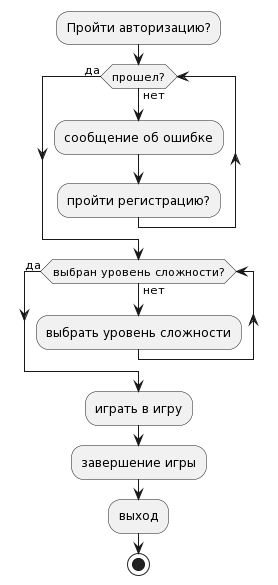 Пройти авторизацию?
да
прошел?
нет
сообщение об ошибке
пройти регистрацию?
да
выбран уровень сложности?
нет
выбрать уровень сложности
играть в игру
завершение игры
выход